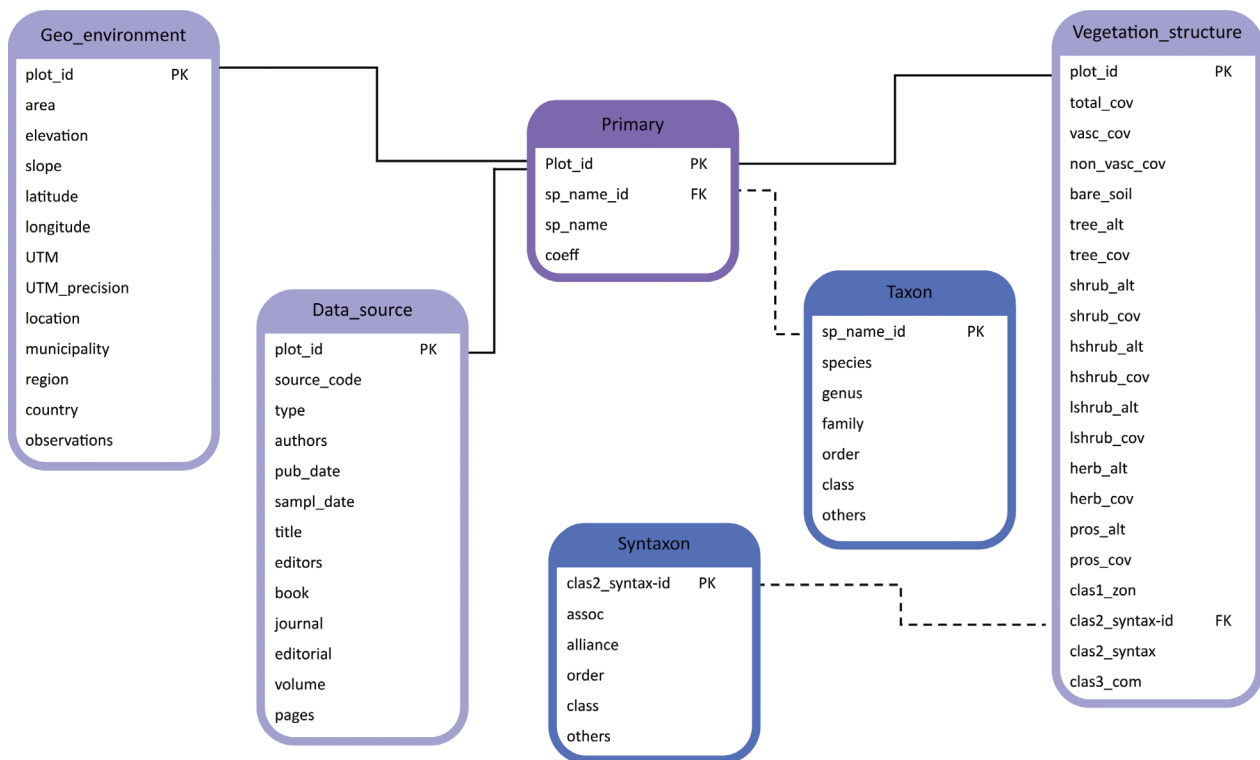 Geo_environment
plot_id PK
area
elevation
slope
latitude
longitude
UTM
UTM_precision
location
municipality
region
country
observations
Data_source
plot_id PK
source_code
type
authors
pub_date
sampl_date
title
editors
book
journal
editorial
volume
pages
Primary
Plot_id PK
sp_name_id FK
sp_name
coeff
Taxon
sp_name_id PK
species
genus
family
order
class
others
Syntaxon
clas2_syntax-id PK
assoc
alliance
order
class
others
Vegetation_structure
plot_id PK
total_cov
vasc_cov
non_vasc_cov
bare_soil
tree_alt
tree_cov
shrub_alt
shrub_cov
hshrub_alt
hshrub_cov
lshrub_alt
lshrub_cov
herb_alt
herb_cov
pros_alt
pros_cov
clas1_zon
clas2_syntax-id FK
clas2_syntax
clas3_com